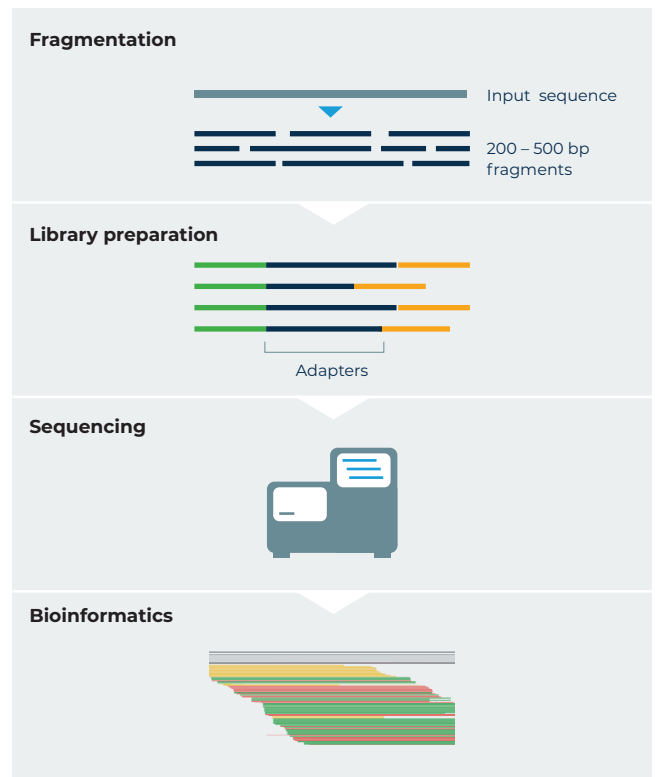 Fragmentation
Input sequence
200 – 500 bp
fragments
Library preparation
Adapters
Sequencing
Bioinformatics